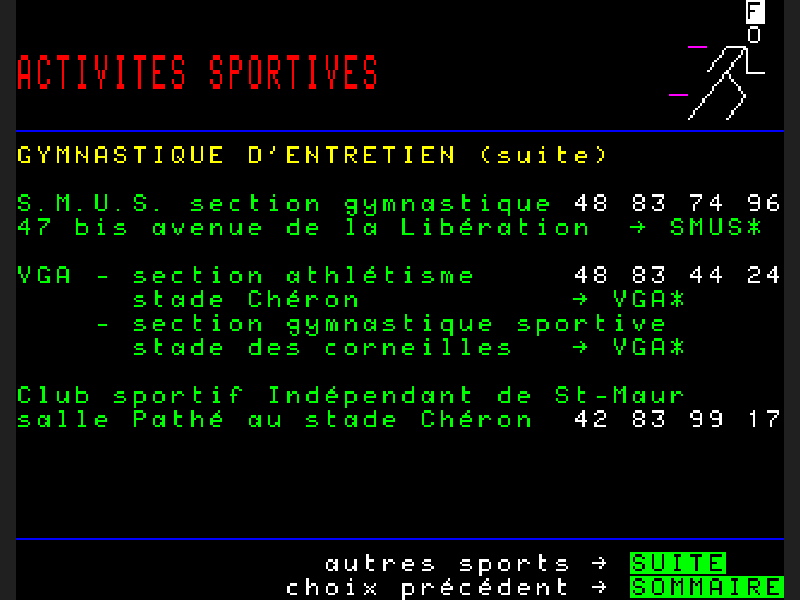 F
ACTIVITES SPORTIVES
GYMNASTIQUE D'ENTRETIEN (suite)
S.M.U.S. section gymnastique 48 83 74 96
47 bis avenue de la Libération → SMUS*
VGA - section athlétisme 48 83 44 24
stade Chéron → VGA*
- section gymnastique sportive
stade des corneilles → VGA*
Club sportif Indépendant de St-Maur
salle Pathé au stade Chéron 42 83 99 17
autres sports → SUITE
choix précédent → SOMMAIRE